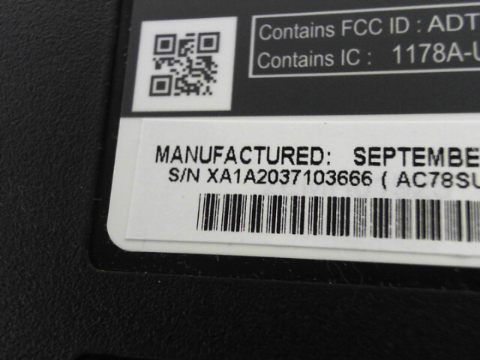 Contains FCC ID : ADT
Contains IC : 1178A-U
MANUFACTURED: SEPTEMBE
S/N XA1A2037103666 ( AC78SU